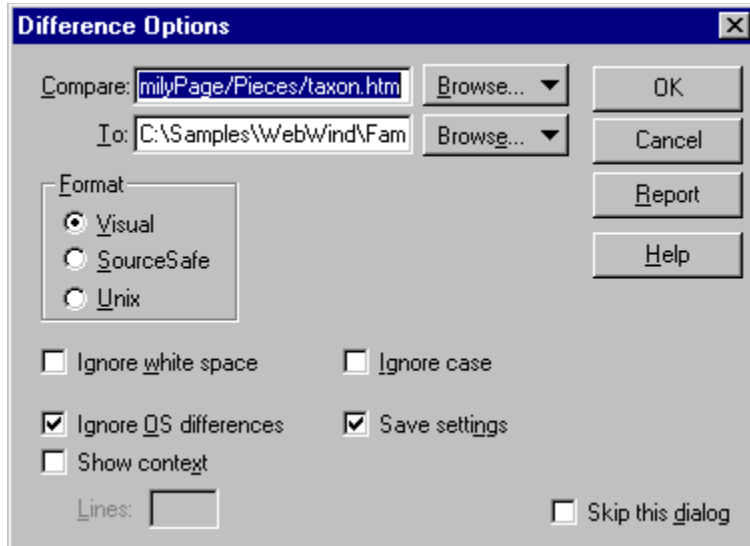 Difference Options
Compare: milyPage/Pieces/taxon.htm Browse... OK
To: C:\Samples\WebWind\Fam Browse... Cancel
Format
Visual
SourceSafe
Unix
Report
Help
Ignore white space
Ignore case
Ignore OS differences
Save settings
Show context
Lines:
Skip this dialog